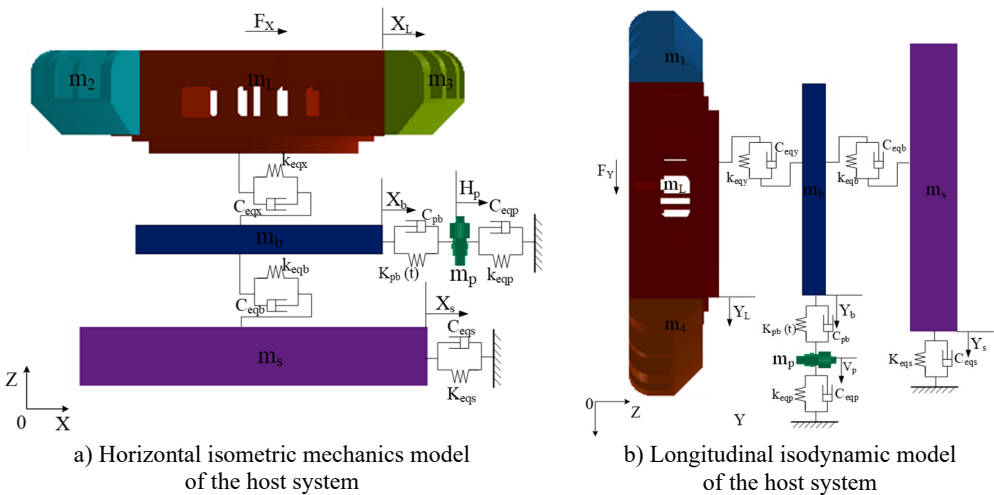 F_X
X_L
m_2
m_L
m_3
k_eqx
C_eqx
X_b
H_p
C_pb
C_eqp
m_b
K_pb (t)
m_p
k_eqp
k_eqb
C_eqb
X_s
C_eqs
m_s
K_eqs
Z
0
X
a) Horizontal isometric mechanics model
of the host system
m_1
F_Y
m_L
C_eqy
k_eqy
m_b
C_eqb
k_eqb
m_s
m_4
Y_L
Y_b
K_pb (t)
C_pb
m_p
V_p
k_eqp
C_eqp
Y_s
K_eqs
C_eqs
0
Z
Y
b) Longitudinal isodynamic model
of the host system